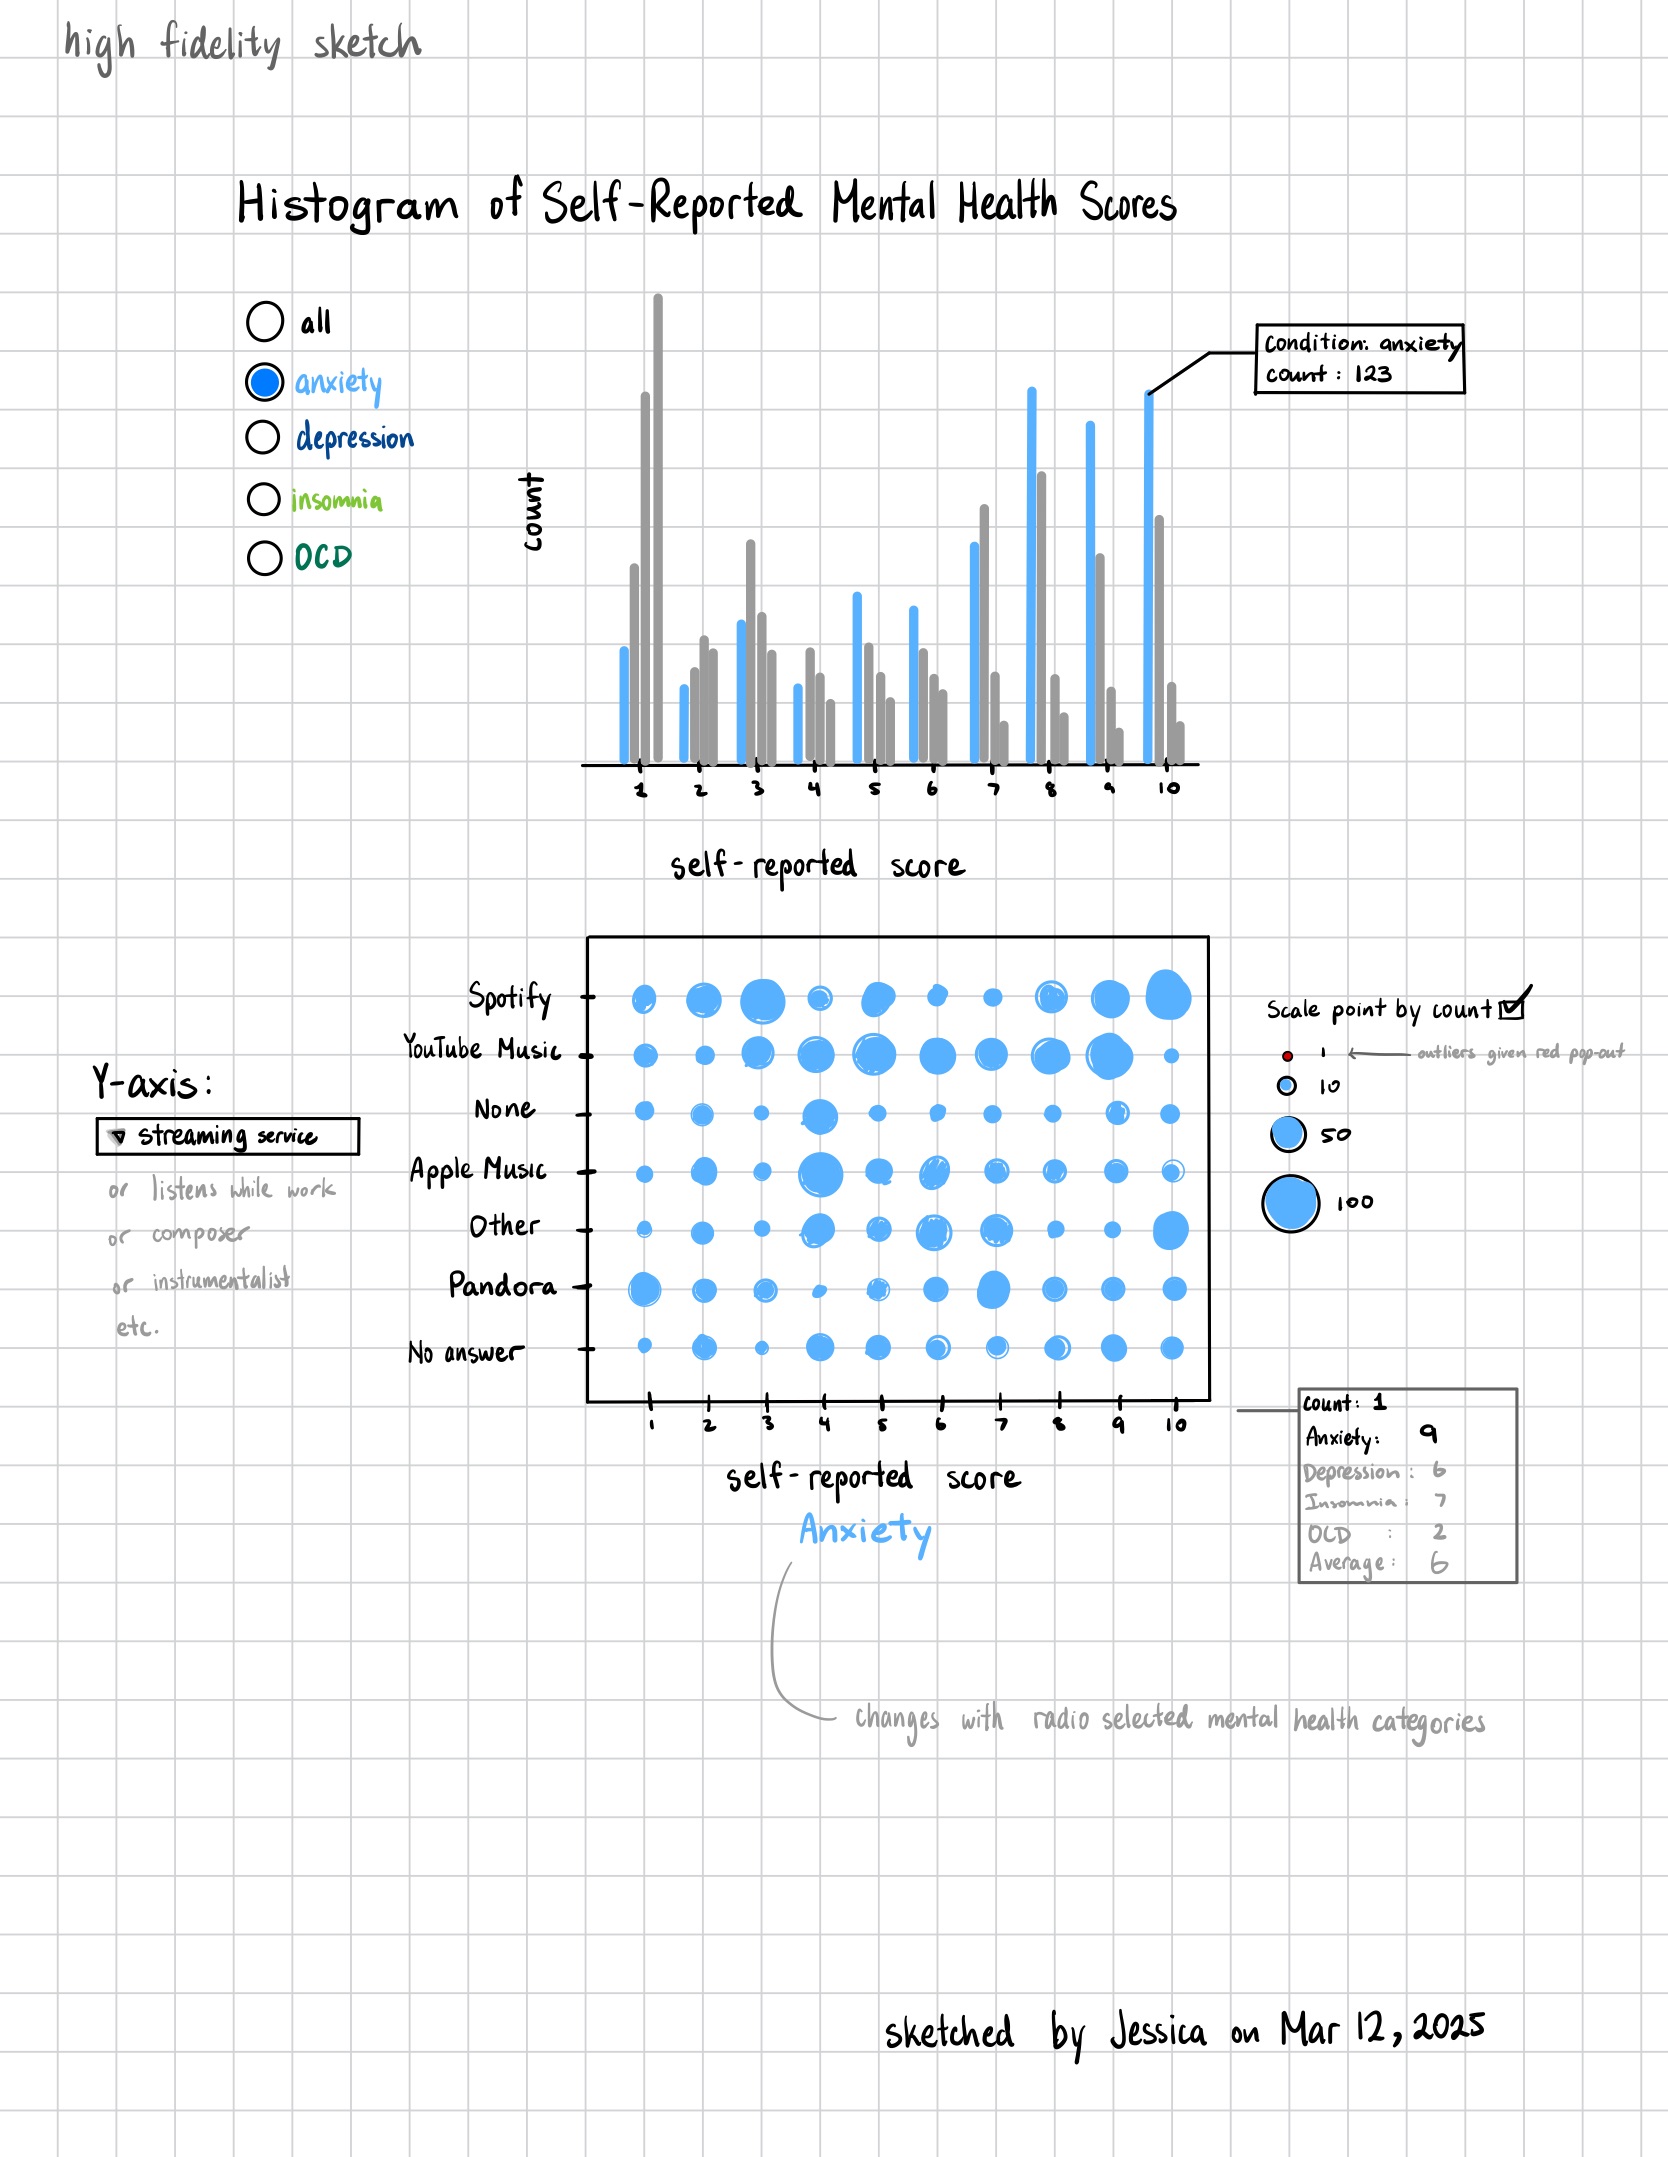 high fidelity sketch
Histogram of Self-Reported Mental Health Scores
all
anxiety
depression
insomnia
OCD
count
condition: anxiety
count : 123
1 2 3 4 5 6 7 8 9 10
self-reported score
Y-axis:
streaming service
or listens while work
or composer
or instrumentalist
etc.
Spotify
YouTube Music
None
Apple Music
Other
Pandora
No answer
1 2 3 4 5 6 7 8 9 10
self-reported score
Anxiety
changes with radio selected mental health categories
Scale point by count
1 outliers given red pop-out
10
50
100
count: 1
Anxiety: 9
Depression: 6
Insomnia: 7
OCD : 2
Average: 6
sketched by Jessica on Mar 12, 2025